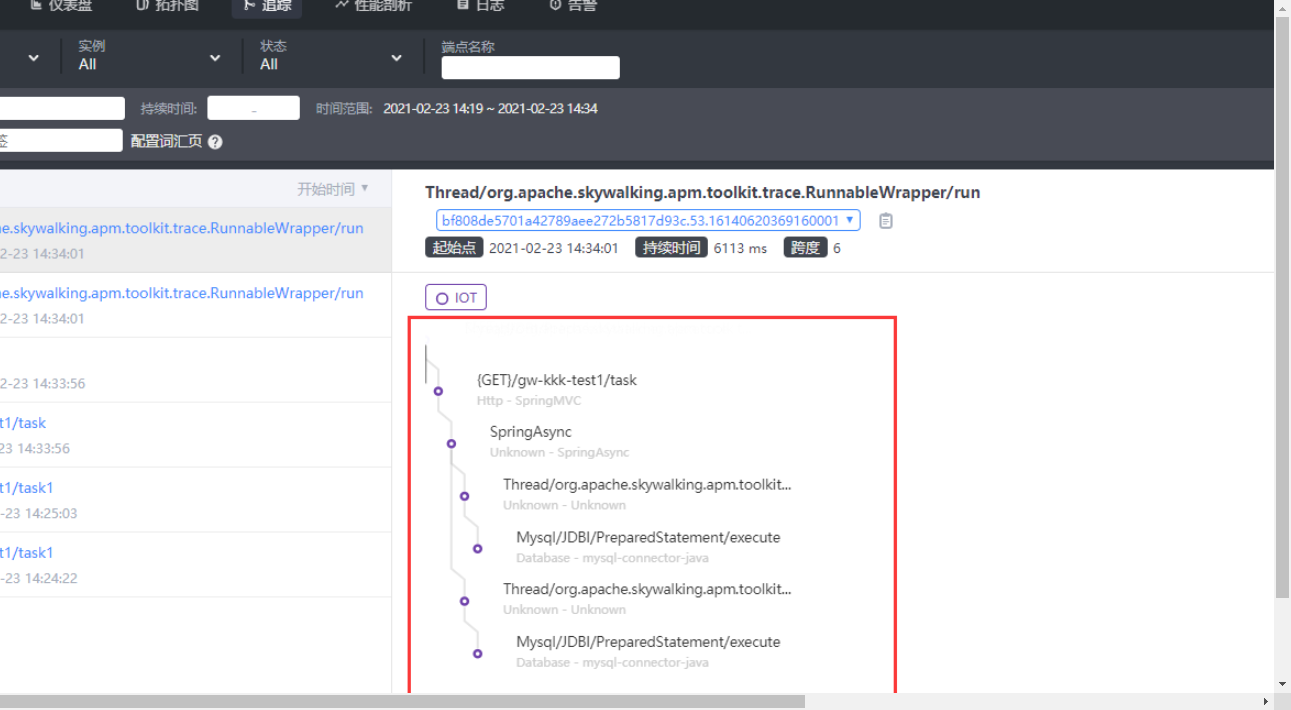 仪表盘 拓扑图 追踪 性能剖析 日志 告警
实例 状态 端点名称
All All
持续时间: - 时间范围: 2021-02-23 14:19 ~ 2021-02-23 14:34
签 配置词汇页 ?
开始时间
Thread/org.apache.skywalking.apm.toolkit.trace.RunnableWrapper/run
bf808de5701a42789aee272b5817d93c.53.16140620369160001
起始点 2021-02-23 14:34:01 持续时间 6113 ms 跨度 6
e.skywalking.apm.toolkit.trace.RunnableWrapper/run
2-23 14:34:01
e.skywalking.apm.toolkit.trace.RunnableWrapper/run
2-23 14:34:01
2-23 14:33:56
t1/task
23 14:33:56
t1/task1
-23 14:25:03
t1/task1
-23 14:24:22
IOT
{GET}/gw-kkk-test1/task
Http - SpringMVC
SpringAsync
Unknown - SpringAsync
Thread/org.apache.skywalking.apm.toolkit...
Unknown - Unknown
Mysql/JDBI/PreparedStatement/execute
Database - mysql-connector-java
Thread/org.apache.skywalking.apm.toolkit...
Unknown - Unknown
Mysql/JDBI/PreparedStatement/execute
Database - mysql-connector-java